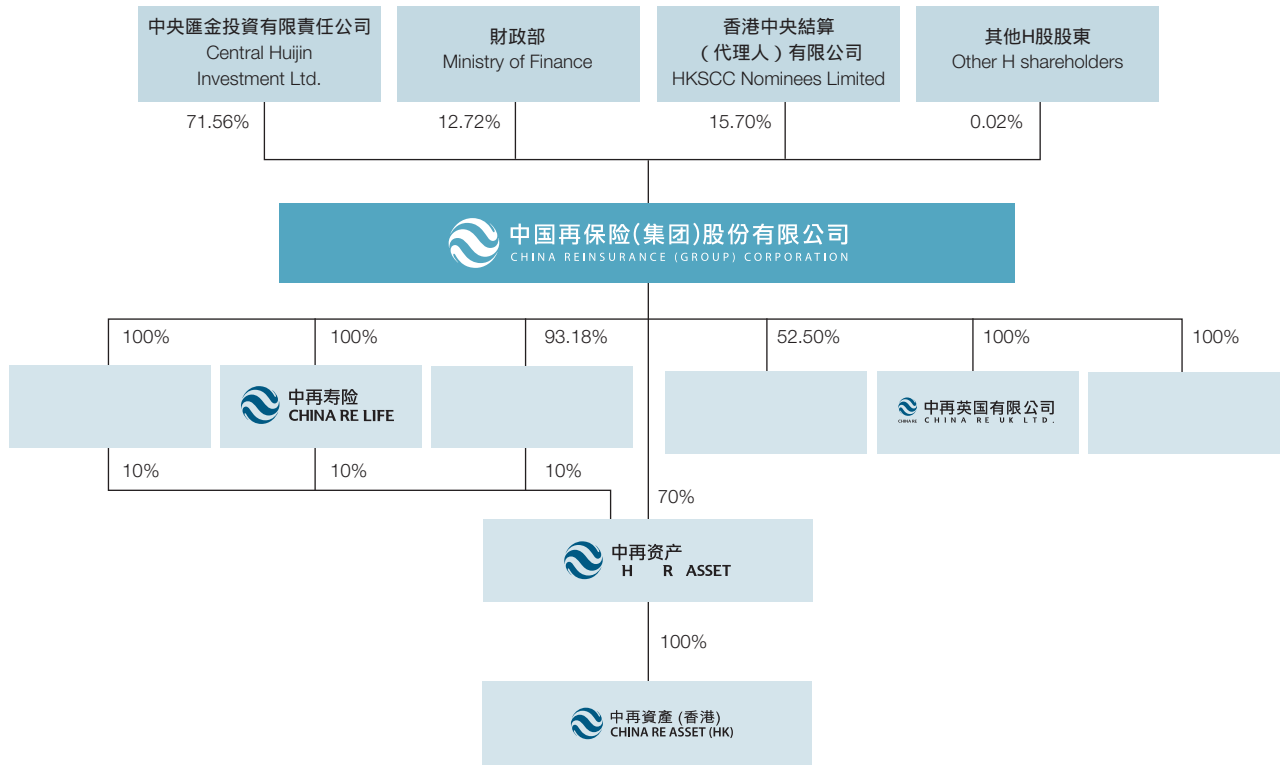 中央匯金投資有限責任公司
Central Huijin
Investment Ltd.
財政部
Ministry of Finance
香港中央結算
（代理人）有限公司
HKSCC Nominees Limited
其他H股股東
Other H shareholders
71.56%
12.72%
15.70%
0.02%
中国再保险(集团)股份有限公司
CHINA REINSURANCE (GROUP) CORPORATION
100%
100%
93.18%
52.50%
100%
100%
中再寿险
CHINA RE LIFE
中再英国有限公司
CHINA RE CHINA RE UK LTD.
10%
10%
10%
70%
中再资产
H R ASSET
100%
中再資產 (香港)
CHINA RE ASSET (HK)